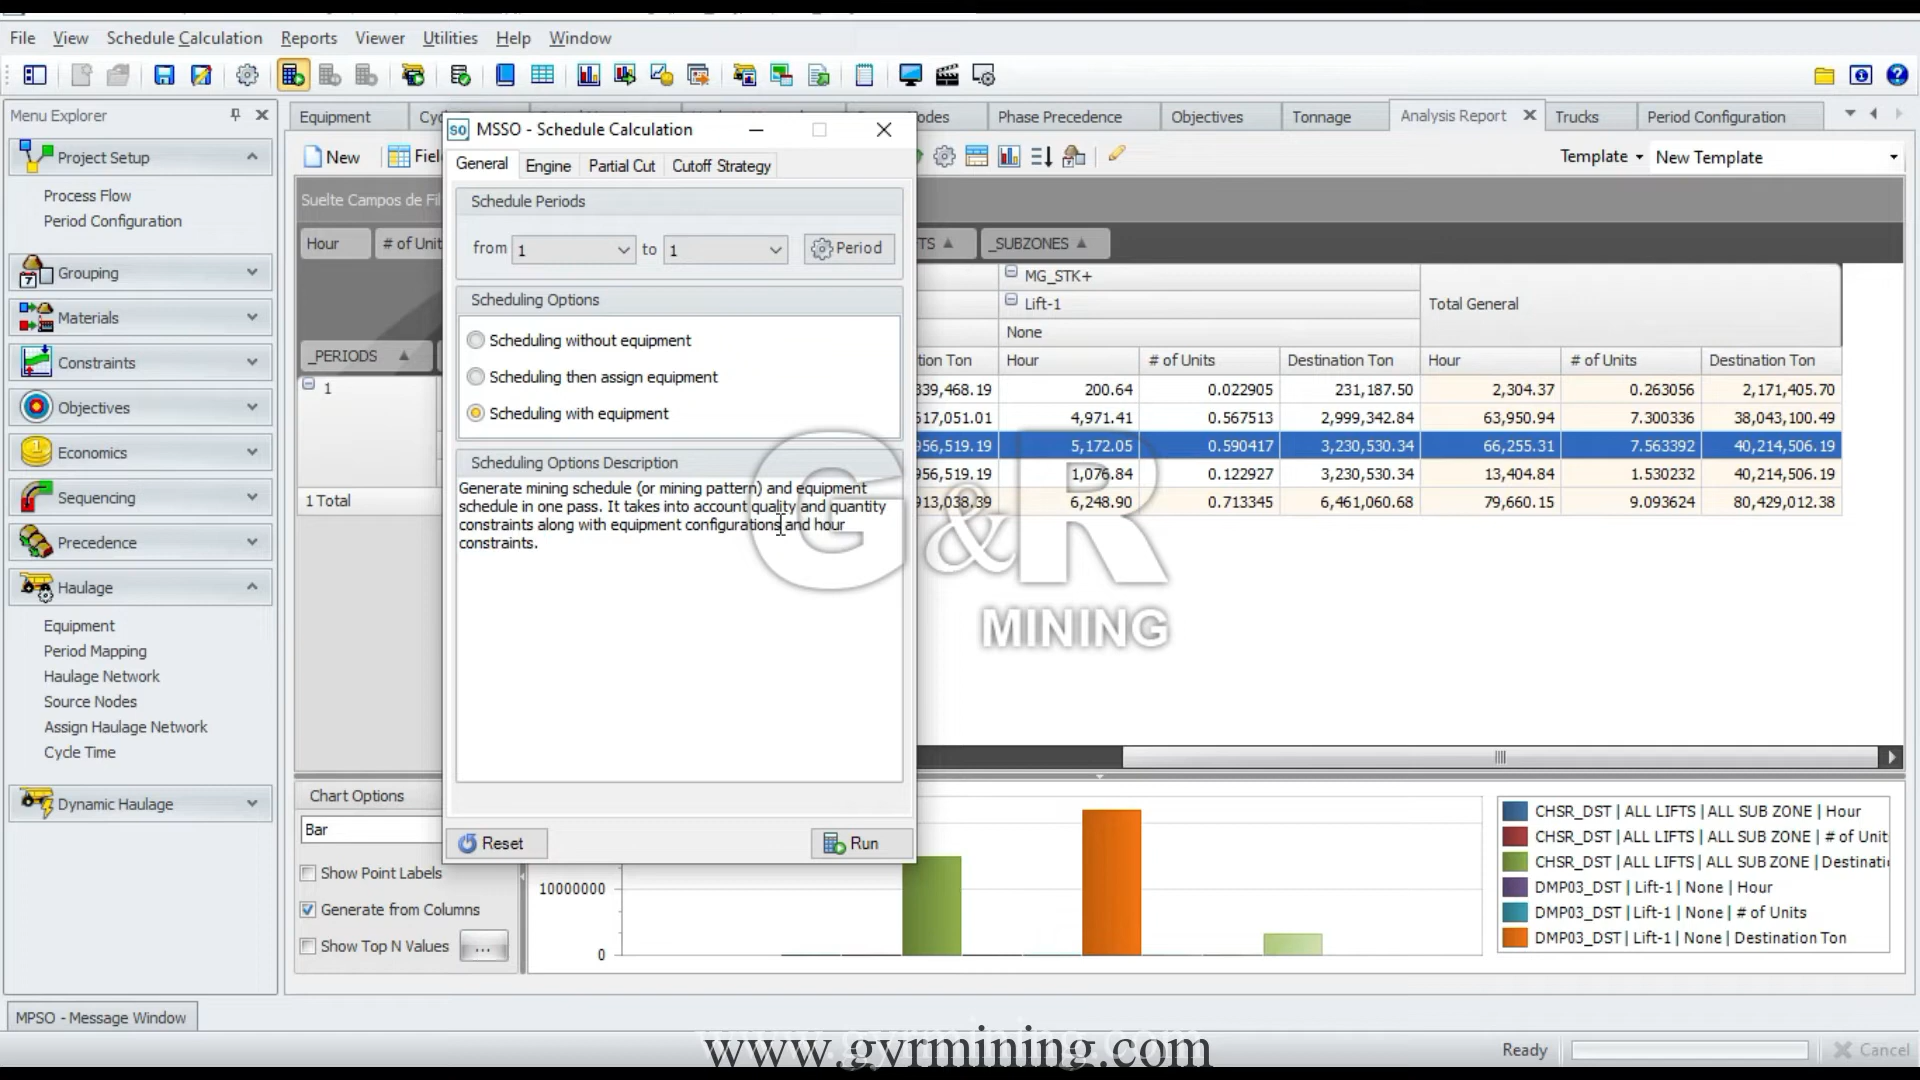 File View Schedule Calculation Reports Viewer Utilities Help Window
Menu Explorer
Project Setup
Process Flow
Period Configuration
Grouping
Materials
Constraints
Objectives
Economics
Sequencing
Precedence
Haulage
Equipment
Period Mapping
Haulage Network
Source Nodes
Assign Haulage Network
Cycle Time
Dynamic Haulage
Equipment
Phase Precedence Objectives Tonnage Analysis Report Trucks Period Configuration
New
Template New Template
Suelte Campos de Fil
Hour # of Unit
_SUBZONES
_PERIODS
1
1 Total
MSSO - Schedule Calculation
General Engine Partial Cut Cutoff Strategy
Schedule Periods
from 1 to 1 Period
Scheduling Options
Scheduling without equipment
Scheduling then assign equipment
Scheduling with equipment
Scheduling Options Description
Generate mining schedule (or mining pattern) and equipment
schedule in one pass. It takes into account quality and quantity
constraints along with equipment configurations and hour
constraints.
Reset Run
MG_STK+
Lift-1
None
Total General
Hour # of Units Destination Ton Hour # of Units Destination Ton
339,468.19 200.64 0.022905 231,187.50 2,304.37 0.263056 2,171,405.70
517,051.01 4,971.41 0.567513 2,999,342.84 63,950.94 7.300336 38,043,100.49
956,519.19 5,172.05 0.590417 3,230,530.34 66,255.31 7.563392 40,214,506.19
956,519.19 1,076.84 0.122927 3,230,530.34 13,404.84 1.530232 40,214,506.19
913,038.39 6,248.90 0.713345 6,461,060.68 79,660.15 9.093624 80,429,012.38
G&R
MINING
Chart Options
Bar
Show Point Labels
Generate from Columns
Show Top N Values ...
10000000
0
CHSR_DST | ALL LIFTS | ALL SUB ZONE | Hour
CHSR_DST | ALL LIFTS | ALL SUB ZONE | # of Unit
CHSR_DST | ALL LIFTS | ALL SUB ZONE | Destinati
DMP03_DST | Lift-1 | None | Hour
DMP03_DST | Lift-1 | None | # of Units
DMP03_DST | Lift-1 | None | Destination Ton
MPSO - Message Window
www.gyrmining.com
Ready Cancel